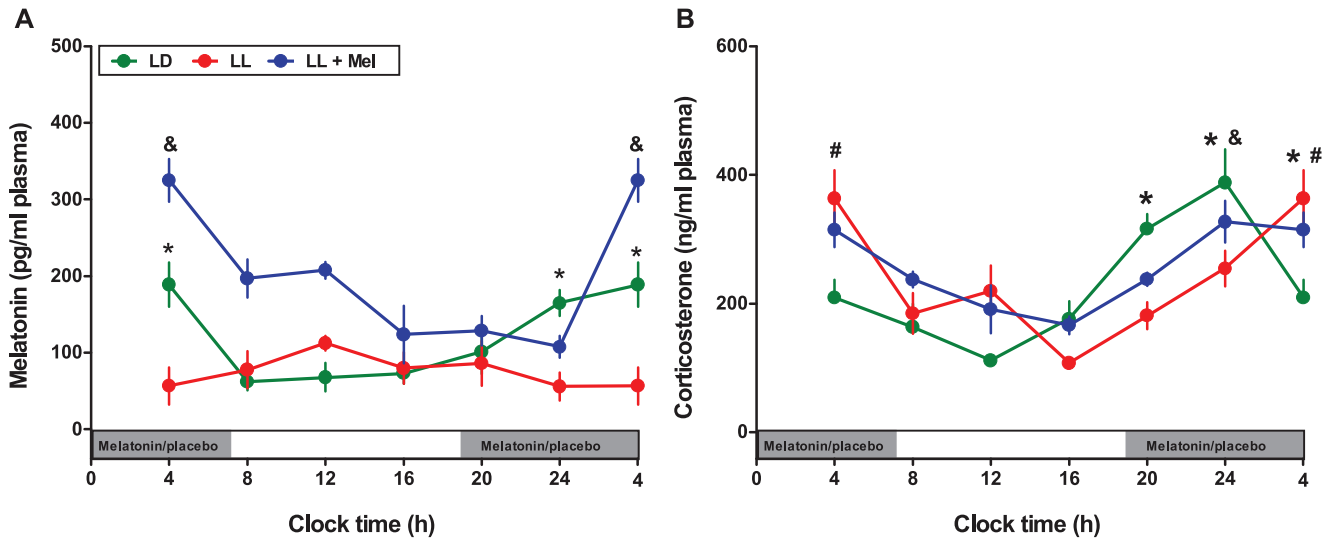 A
500
400
300
200
100
0
Melatonin (pg/ml plasma)
LD LL LL + Mel
&
&
*
*
*
Melatonin/placebo
Melatonin/placebo
0 4 8 12 16 20 24 4
Clock time (h)
B
600
400
200
0
Corticosterone (ng/ml plasma)
#
*
* &
* #
Melatonin/placebo
Melatonin/placebo
0 4 8 12 16 20 24 4
Clock time (h)